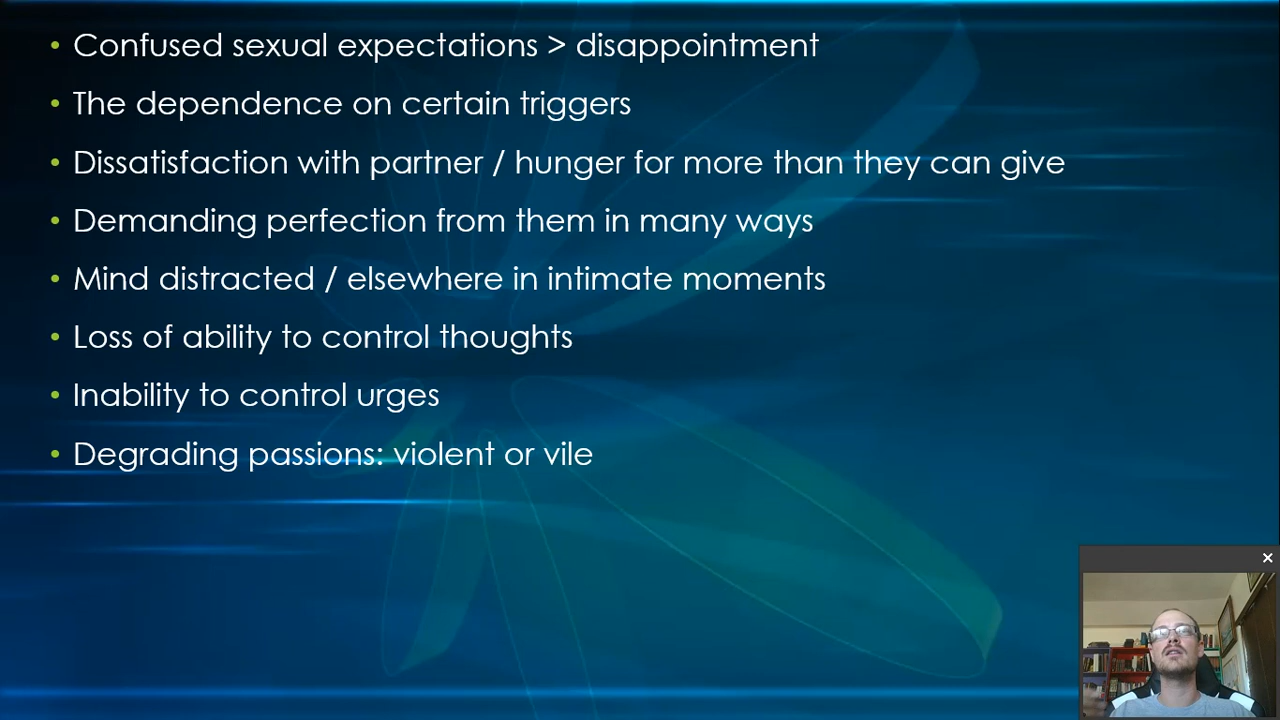 • Confused sexual expectations > disappointment
• The dependence on certain triggers
• Dissatisfaction with partner / hunger for more than they can give
• Demanding perfection from them in many ways
• Mind distracted / elsewhere in intimate moments
• Loss of ability to control thoughts
• Inability to control urges
• Degrading passions: violent or vile